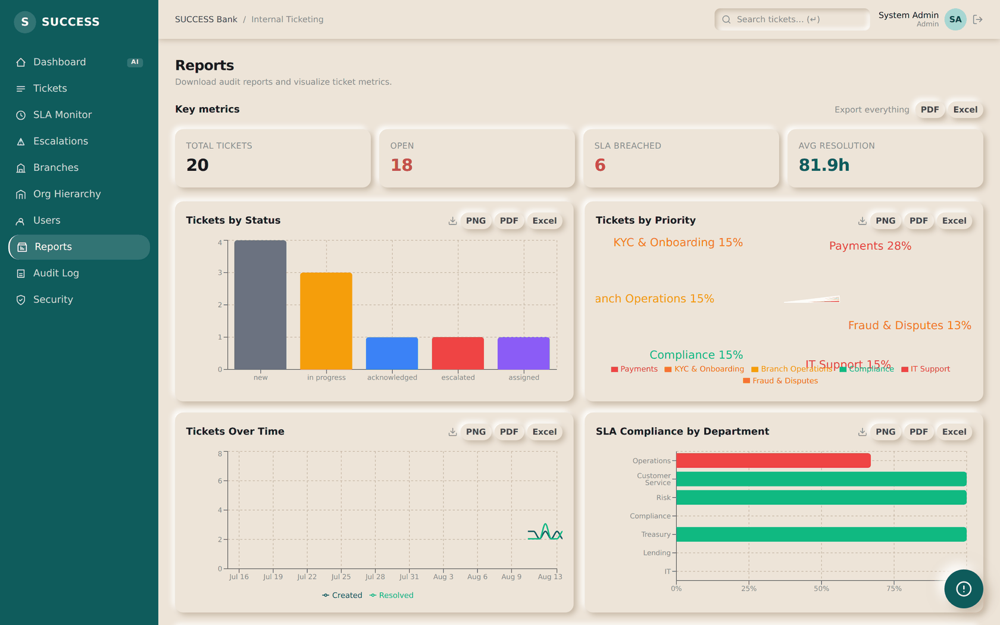 S SUCCESS
Dashboard AI
Tickets
SLA Monitor
Escalations
Branches
Org Hierarchy
Users
Reports
Audit Log
Security
SUCCESS Bank / Internal Ticketing
Search tickets... (↵)
System Admin
Admin
SA
Reports
Download audit reports and visualize ticket metrics.
Key metrics
Export everything PDF Excel
TOTAL TICKETS
20
OPEN
18
SLA BREACHED
6
AVG RESOLUTION
81.9h
Tickets by Status
PNG PDF Excel
4
3
2
1
0
new in progress acknowledged escalated assigned
Tickets by Priority
PNG PDF Excel
KYC & Onboarding 15%
Payments 28%
anch Operations 15%
Fraud & Disputes 13%
Compliance 15%
IT Support 15%
Payments KYC & Onboarding Branch Operations Compliance IT Support
Fraud & Disputes
Tickets Over Time
PNG PDF Excel
8
6
4
2
0
Jul 16 Jul 19 Jul 22 Jul 25 Jul 28 Jul 31 Aug 3 Aug 6 Aug 9 Aug 13
Created Resolved
SLA Compliance by Department
PNG PDF Excel
Operations
Customer
Service
Risk
Compliance
Treasury
Lending
IT
0% 25% 50% 75%